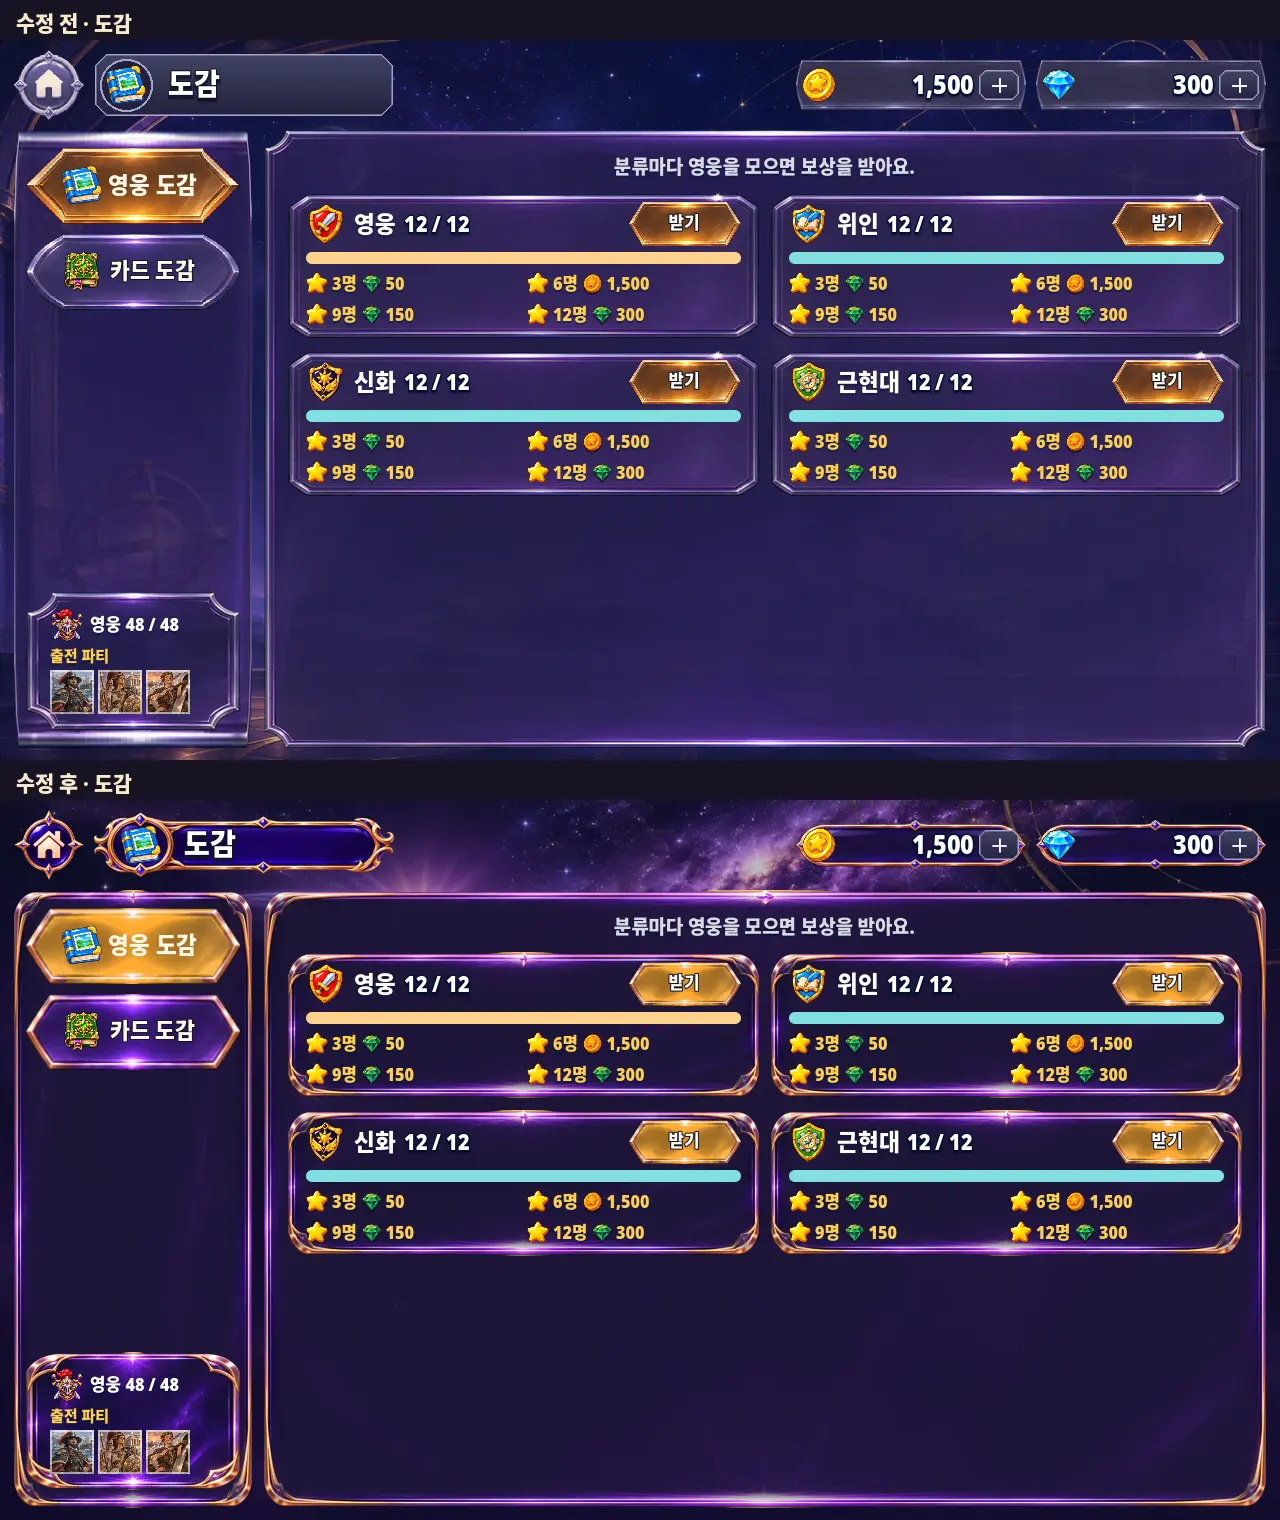 수정 전 · 도감
도감
1,500 +
300 +
영웅 도감
카드 도감
영웅 48 / 48
출전 파티
분류마다 영웅을 모으면 보상을 받아요.
영웅 12 / 12 받기
3명 50 6명 1,500
9명 150 12명 300
위인 12 / 12 받기
3명 50 6명 1,500
9명 150 12명 300
신화 12 / 12 받기
3명 50 6명 1,500
9명 150 12명 300
근현대 12 / 12 받기
3명 50 6명 1,500
9명 150 12명 300
수정 후 · 도감
도감
1,500 +
300 +
영웅 도감
카드 도감
영웅 48 / 48
출전 파티
분류마다 영웅을 모으면 보상을 받아요.
영웅 12 / 12 받기
3명 50 6명 1,500
9명 150 12명 300
위인 12 / 12 받기
3명 50 6명 1,500
9명 150 12명 300
신화 12 / 12 받기
3명 50 6명 1,500
9명 150 12명 300
근현대 12 / 12 받기
3명 50 6명 1,500
9명 150 12명 300